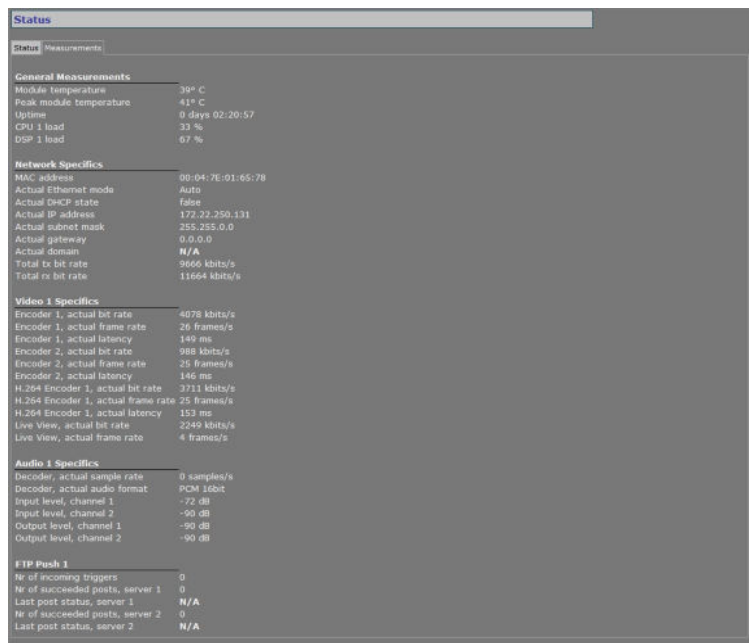 Status
Status Measurements
General Measurements
Module temperature 39° C
Peak module temperature 41° C
Uptime 0 days 02:20:57
CPU 1 load 33 %
DSP 1 load 67 %
Network Specifics
MAC address 00:04:7E:01:65:78
Actual Ethernet mode Auto
Actual DHCP state false
Actual IP address 172.22.250.131
Actual subnet mask 255.255.0.0
Actual gateway 0.0.0.0
Actual domain N/A
Total tx bit rate 9666 kbits/s
Total rx bit rate 11664 kbits/s
Video 1 Specifics
Encoder 1, actual bit rate 4078 kbits/s
Encoder 1, actual frame rate 26 frames/s
Encoder 1, actual latency 149 ms
Encoder 2, actual bit rate 988 kbits/s
Encoder 2, actual frame rate 25 frames/s
Encoder 2, actual latency 146 ms
H.264 Encoder 1, actual bit rate 3711 kbits/s
H.264 Encoder 1, actual frame rate 25 frames/s
H.264 Encoder 1, actual latency 153 ms
Live View, actual bit rate 2249 kbits/s
Live View, actual frame rate 4 frames/s
Audio 1 Specifics
Decoder, actual sample rate 0 samples/s
Decoder, actual audio format PCM 16bit
Input level, channel 1 -72 dB
Input level, channel 2 -90 dB
Output level, channel 1 -90 dB
Output level, channel 2 -90 dB
FTP Push 1
Nr of incoming triggers 0
Nr of succeeded posts, server 1 0
Last post status, server 1 N/A
Nr of succeeded posts, server 2 0
Last post status, server 2 N/A